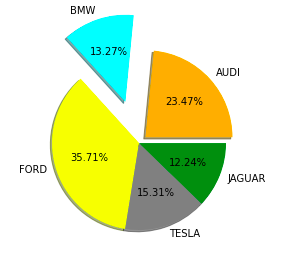 BMW
13.27%
AUDI
23.47%
FORD
35.71%
12.24%
JAGUAR
15.31%
TESLA